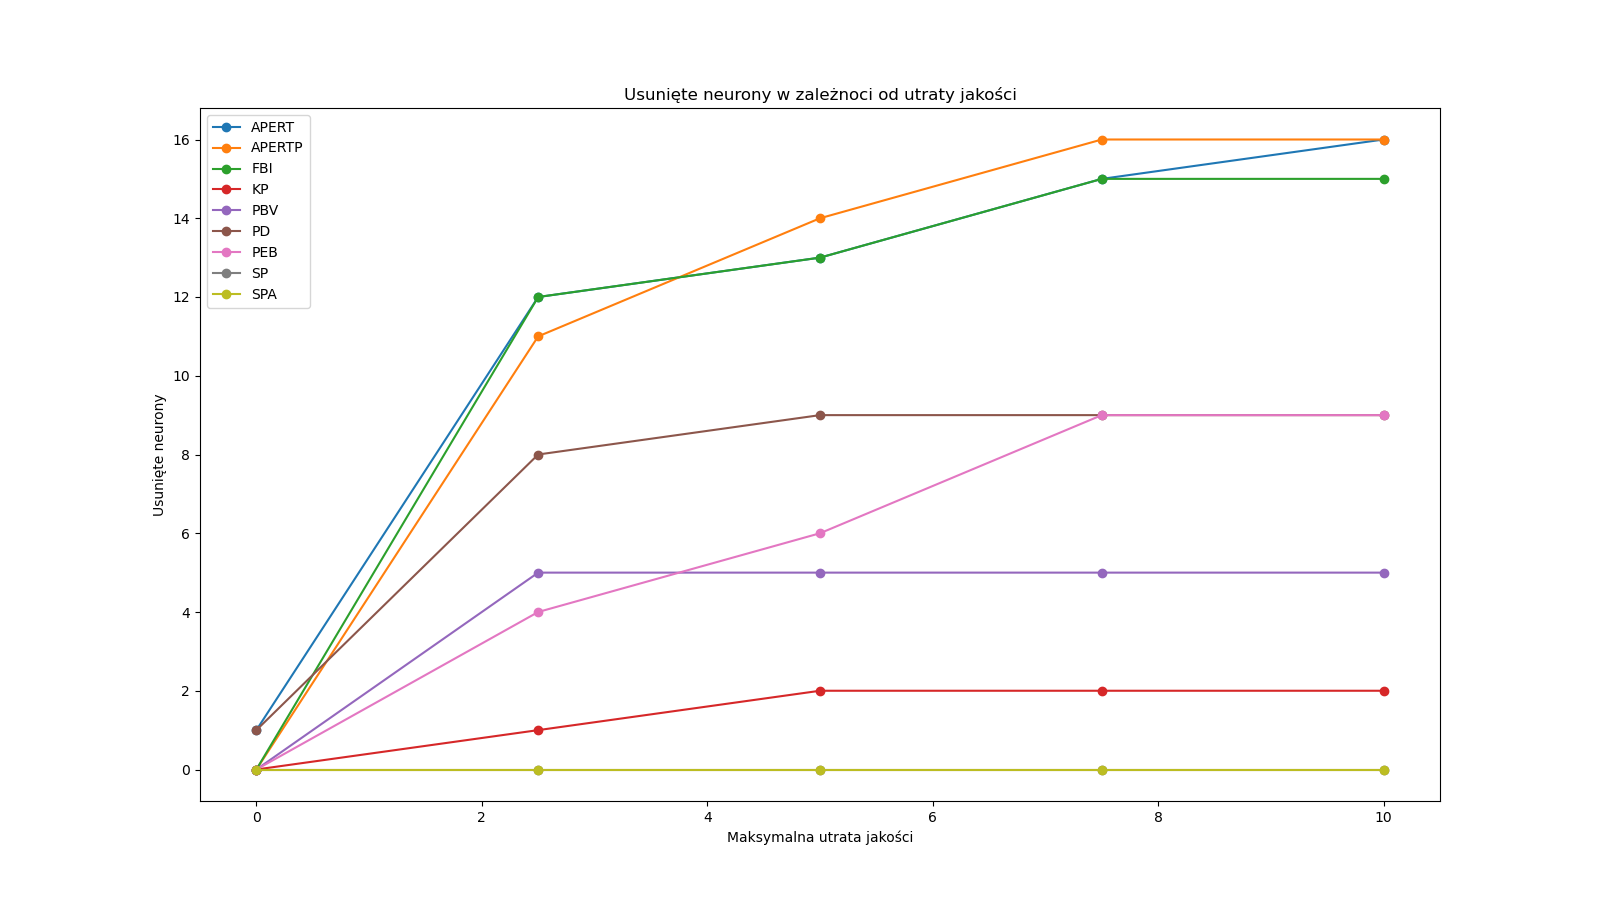 Usunięte neurony w zależnoci od utraty jakości
APERT
APERTP
FBI
KP
PBV
PD
PEB
SP
SPA
16
14
12
10
8
6
4
2
0
Usunięte neurony
0 2 4 6 8 10
Maksymalna utrata jakości